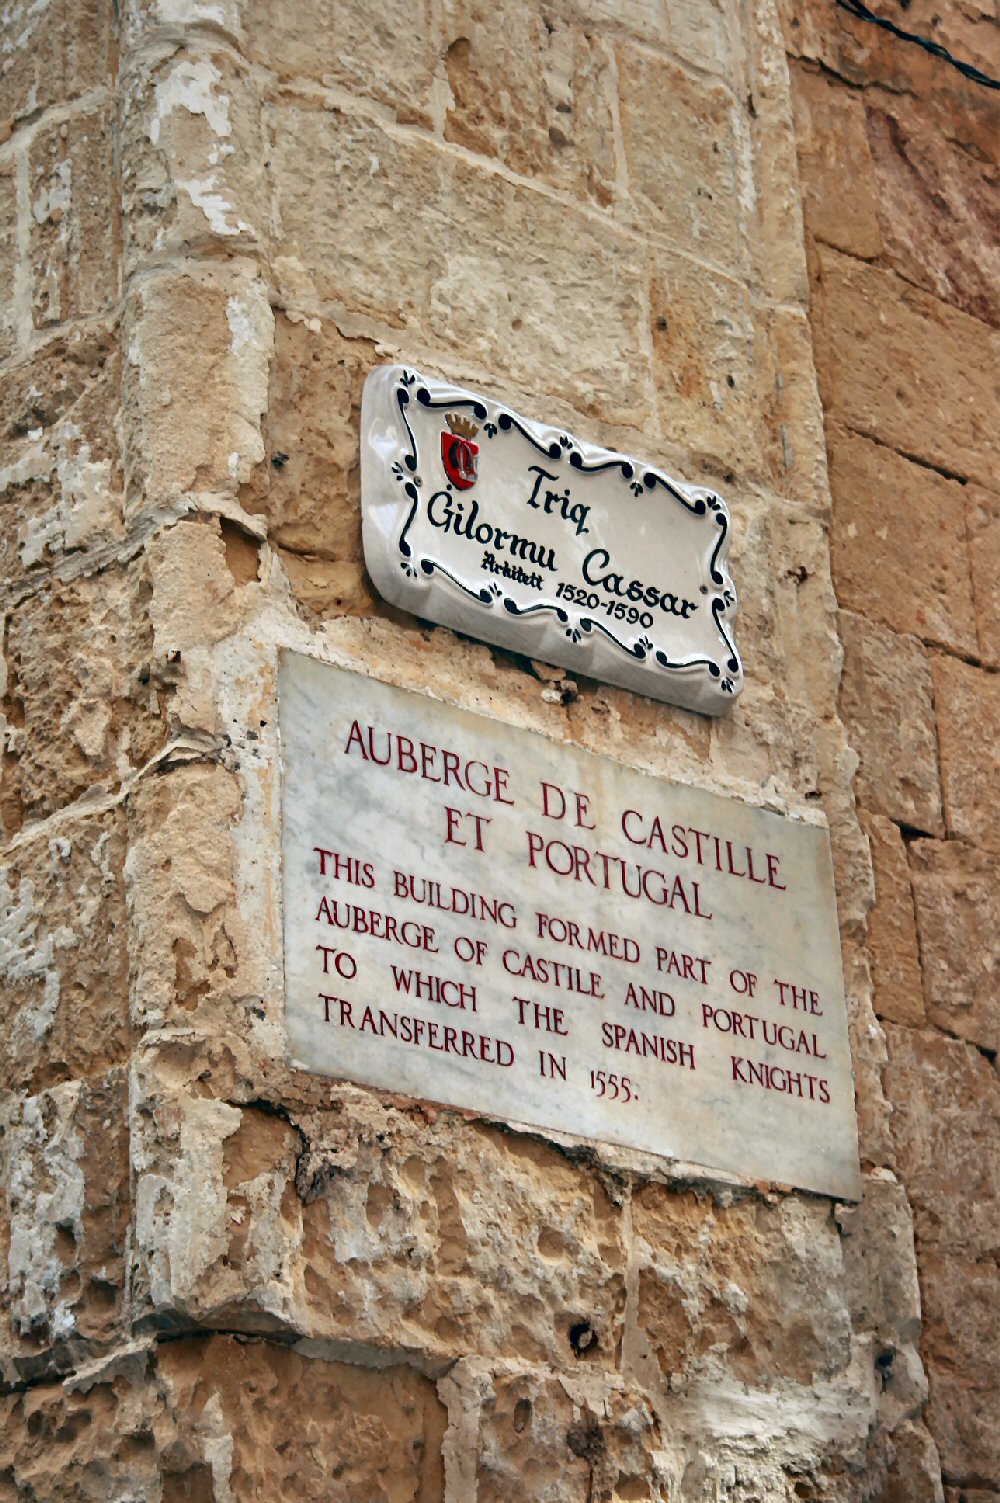 Triq
Gilormu Cassar
Arkitett 1520-1590
AUBERGE DE CASTILLE
ET PORTUGAL
THIS BUILDING FORMED PART OF THE
AUBERGE OF CASTILE AND PORTUGAL
TO WHICH THE SPANISH KNIGHTS
TRANSFERRED IN 1555.